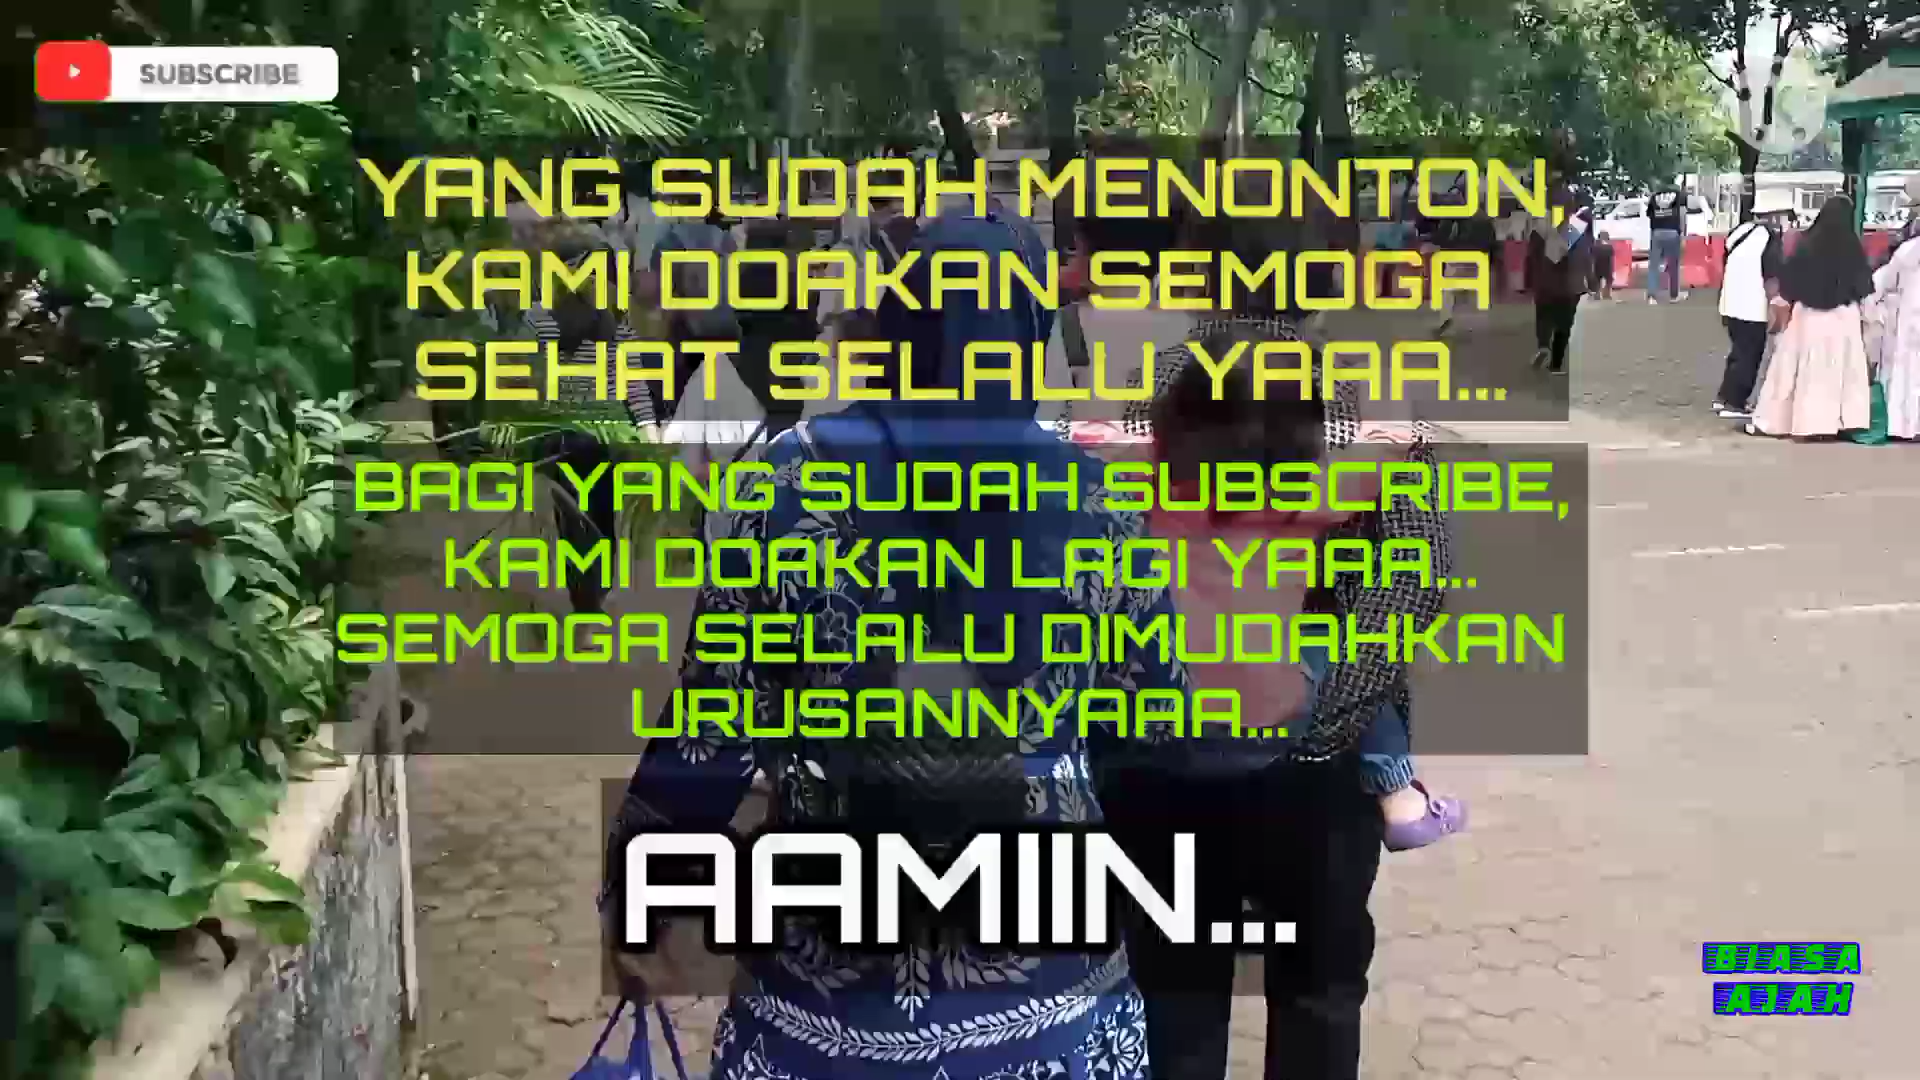 SUBSCRIBE
YANG SUDAH MENONTON,
KAMI DOAKAN SEMOGA
SEHAT SELALU YAAA...
BAGI YANG SUDAH SUBSCRIBE,
KAMI DOAKAN LAGI YAAA...
SEMOGA SELALU DIMUDAHKAN
URUSANNYAAA...
AAMIIN...
BIASA
AJAH